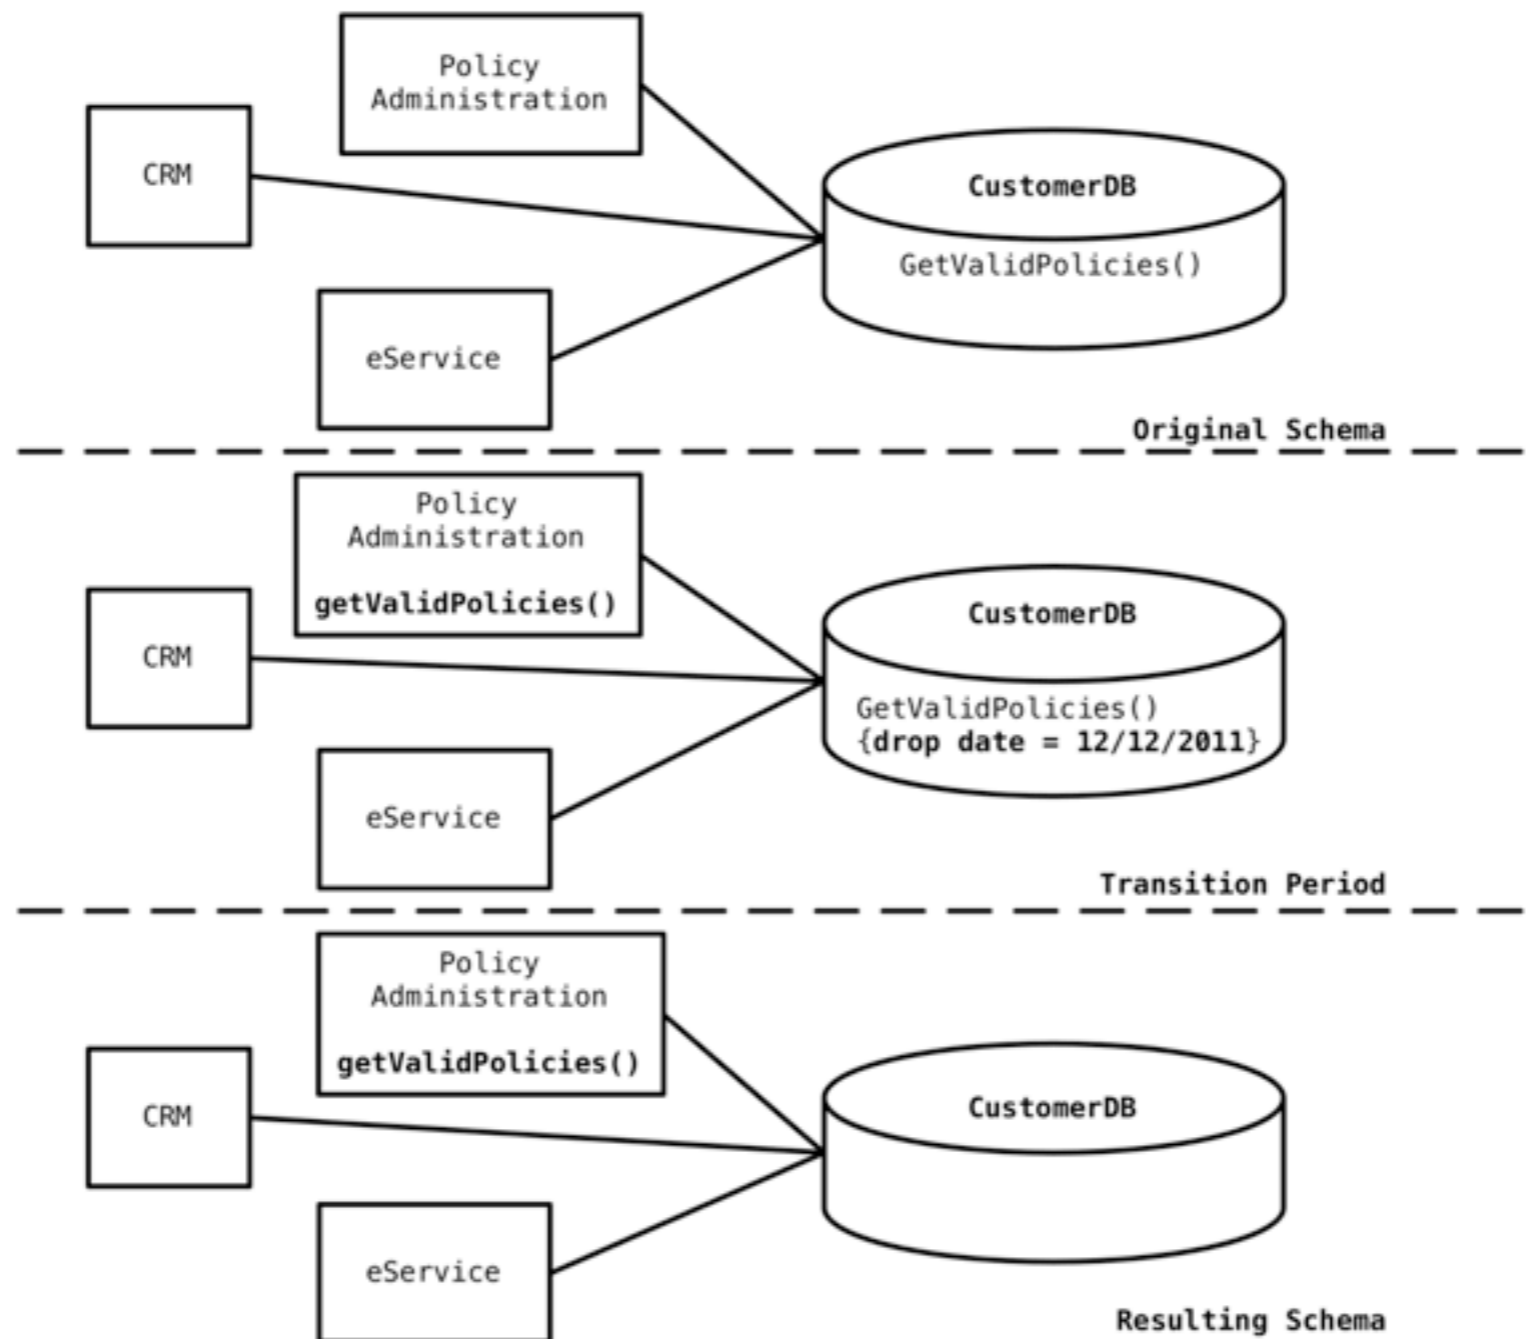 Policy
Administration
CRM
CustomerDB
GetValidPolicies()
eService
Original Schema
Policy
Administration
getValidPolicies()
CRM
CustomerDB
GetValidPolicies()
{drop date = 12/12/2011}
eService
Transition Period
Policy
Administration
getValidPolicies()
CRM
CustomerDB
eService
Resulting Schema